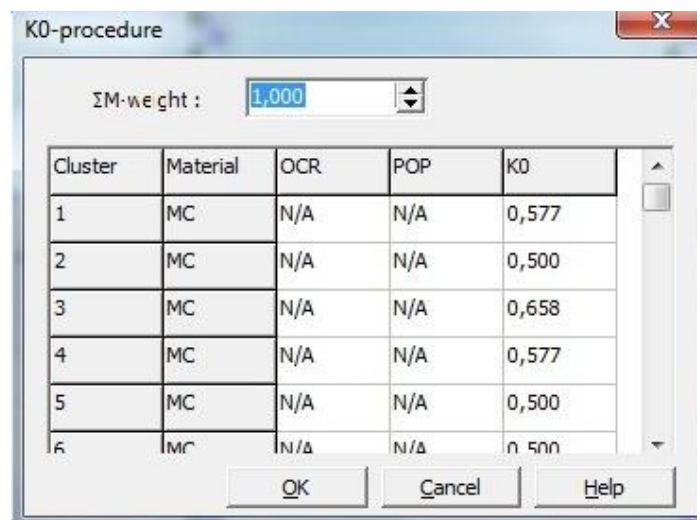 K0-procedure
ΣM-weight : 1,000
Cluster Material OCR POP K0
1 MC N/A N/A 0,577
2 MC N/A N/A 0,500
3 MC N/A N/A 0,658
4 MC N/A N/A 0,577
5 MC N/A N/A 0,500
6 MC N/A N/A 0,500
OK Cancel Help